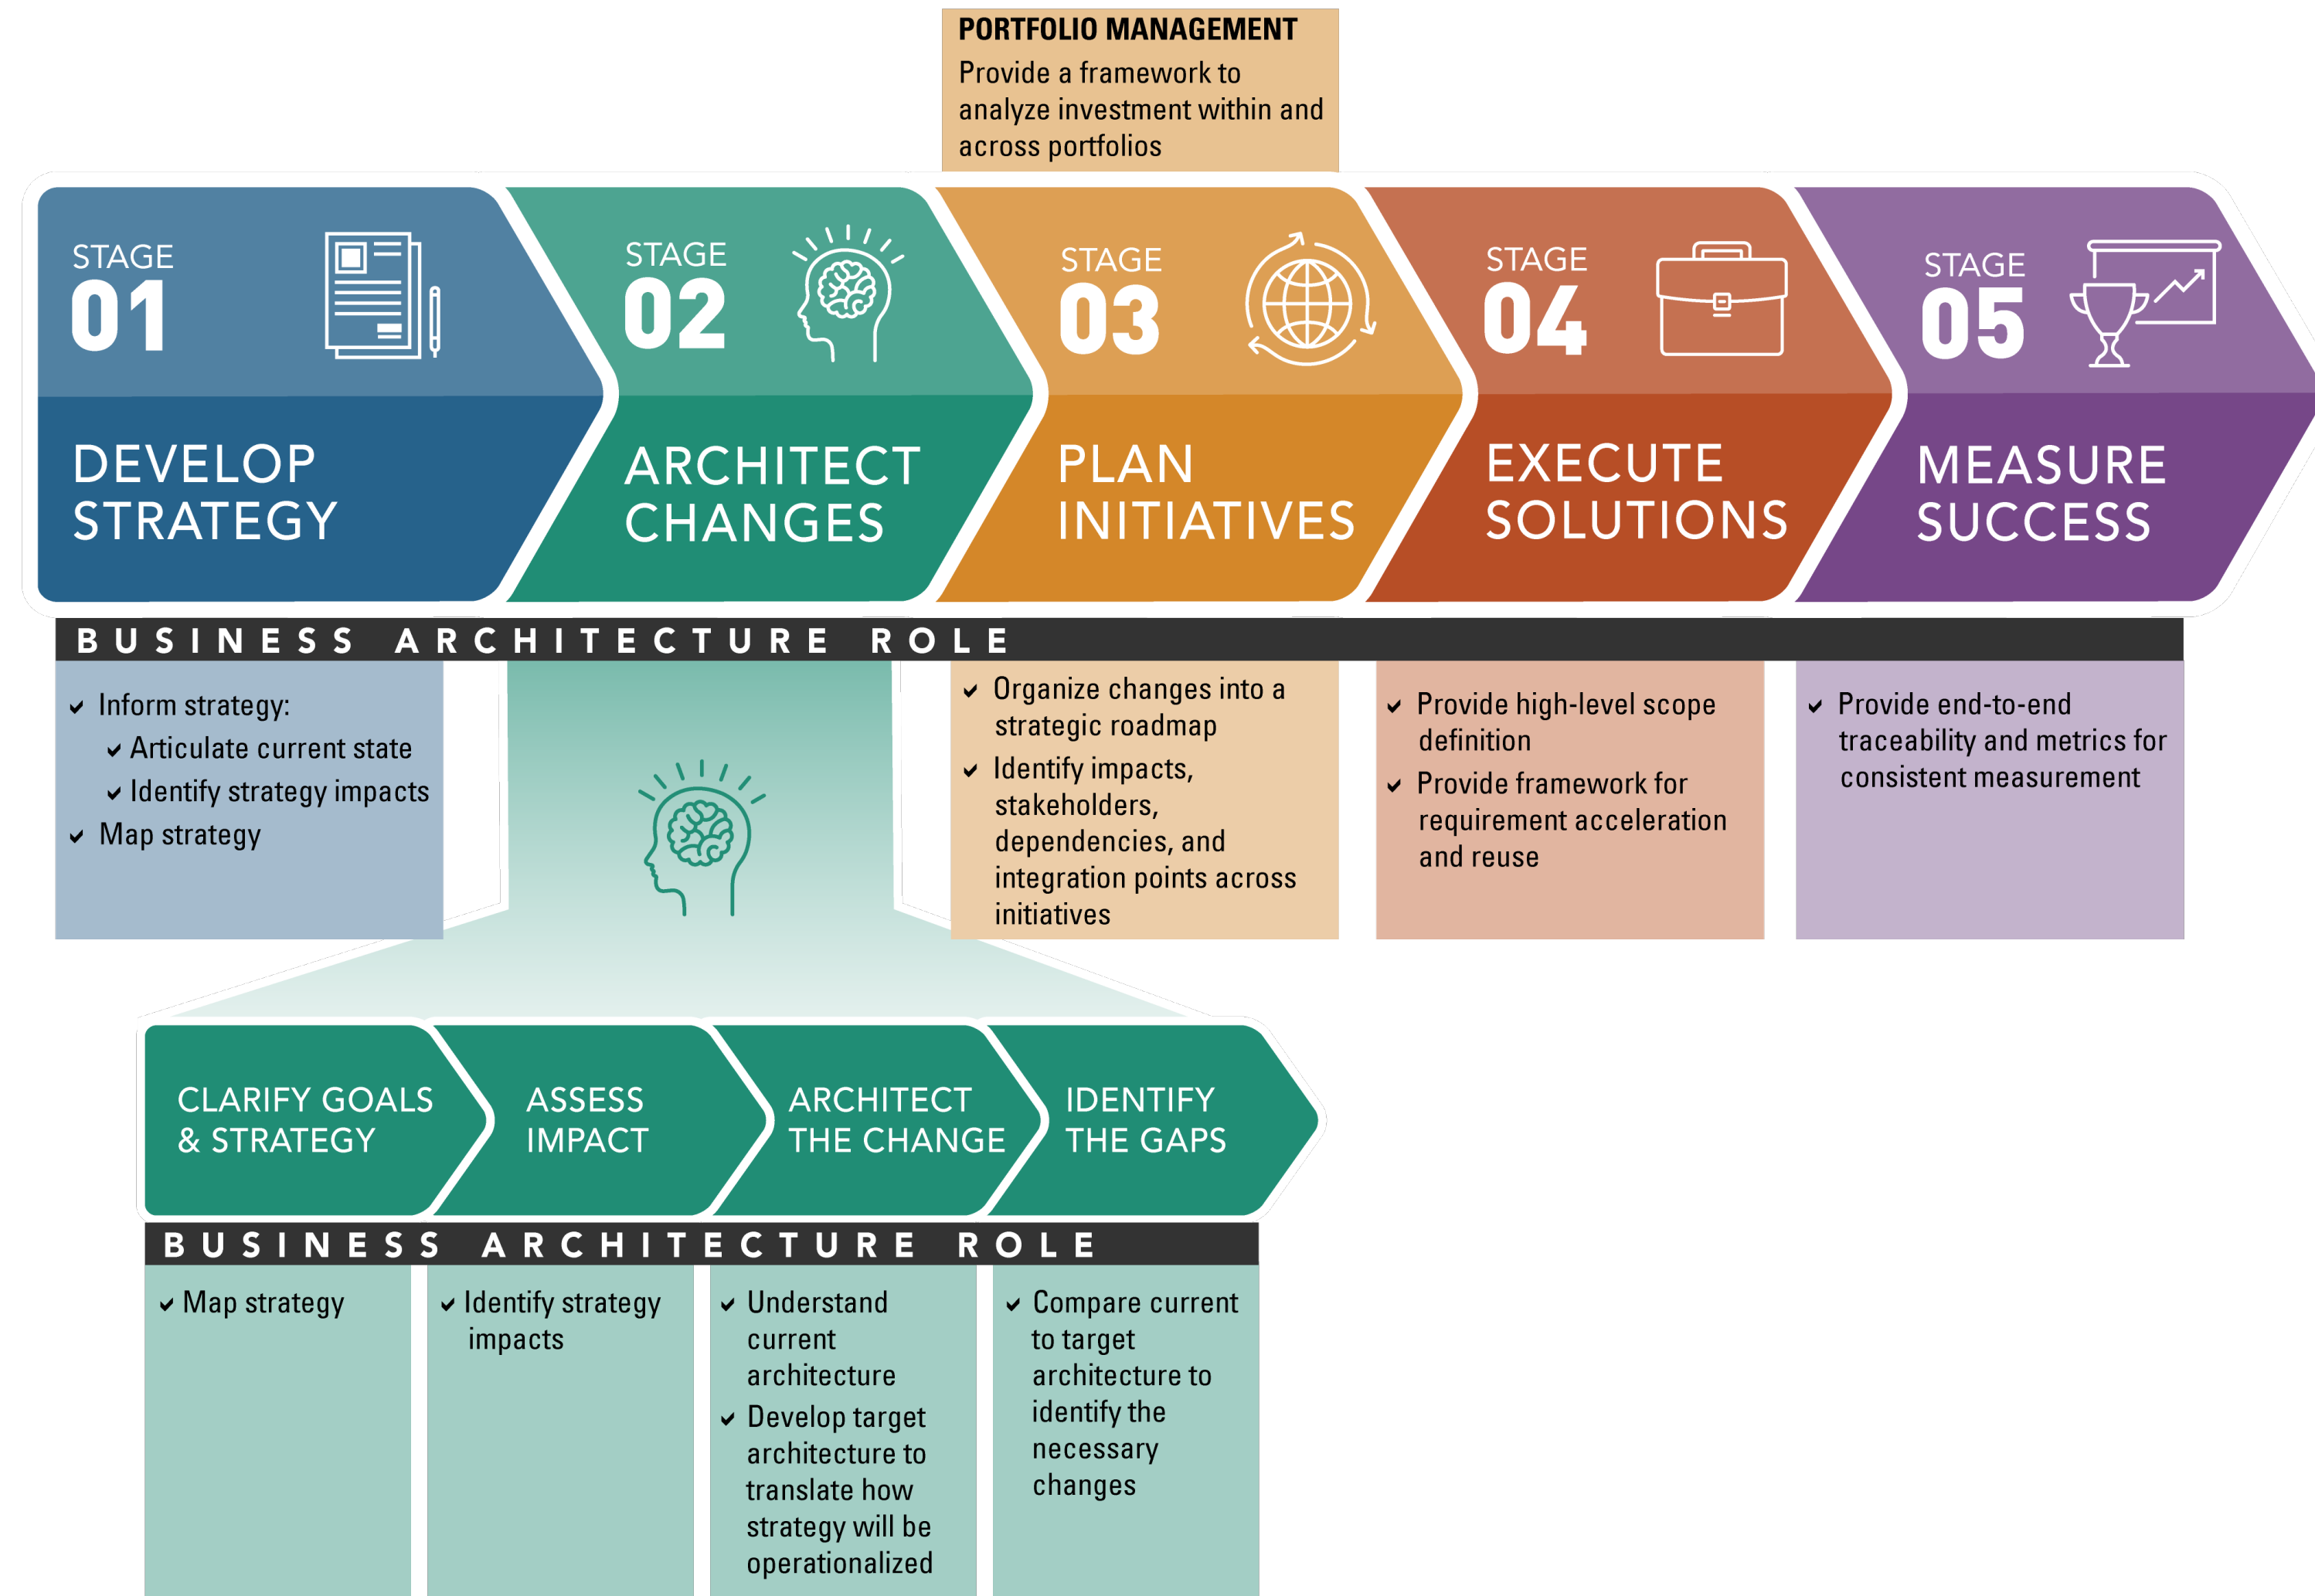 PORTFOLIO MANAGEMENT
Provide a framework to
analyze investment within and
across portfolios
STAGE
01
DEVELOP
STRATEGY
STAGE
02
ARCHITECT
CHANGES
STAGE
03
PLAN
INITIATIVES
STAGE
04
EXECUTE
SOLUTIONS
STAGE
05
MEASURE
SUCCESS
BUSINESS ARCHITECTURE ROLE
Inform strategy:
Articulate current state
Identify strategy impacts
Map strategy
Organize changes into a
strategic roadmap
Identify impacts,
stakeholders,
dependencies, and
integration points across
initiatives
Provide high-level scope
definition
Provide framework for
requirement acceleration
and reuse
Provide end-to-end
traceability and metrics for
consistent measurement
CLARIFY GOALS
& STRATEGY
ASSESS
IMPACT
ARCHITECT
THE CHANGE
IDENTIFY
THE GAPS
BUSINESS ARCHITECTURE ROLE
Map strategy
Identify strategy
impacts
Understand
current
architecture
Develop target
architecture to
translate how
strategy will be
operationalized
Compare current
to target
architecture to
identify the
necessary
changes